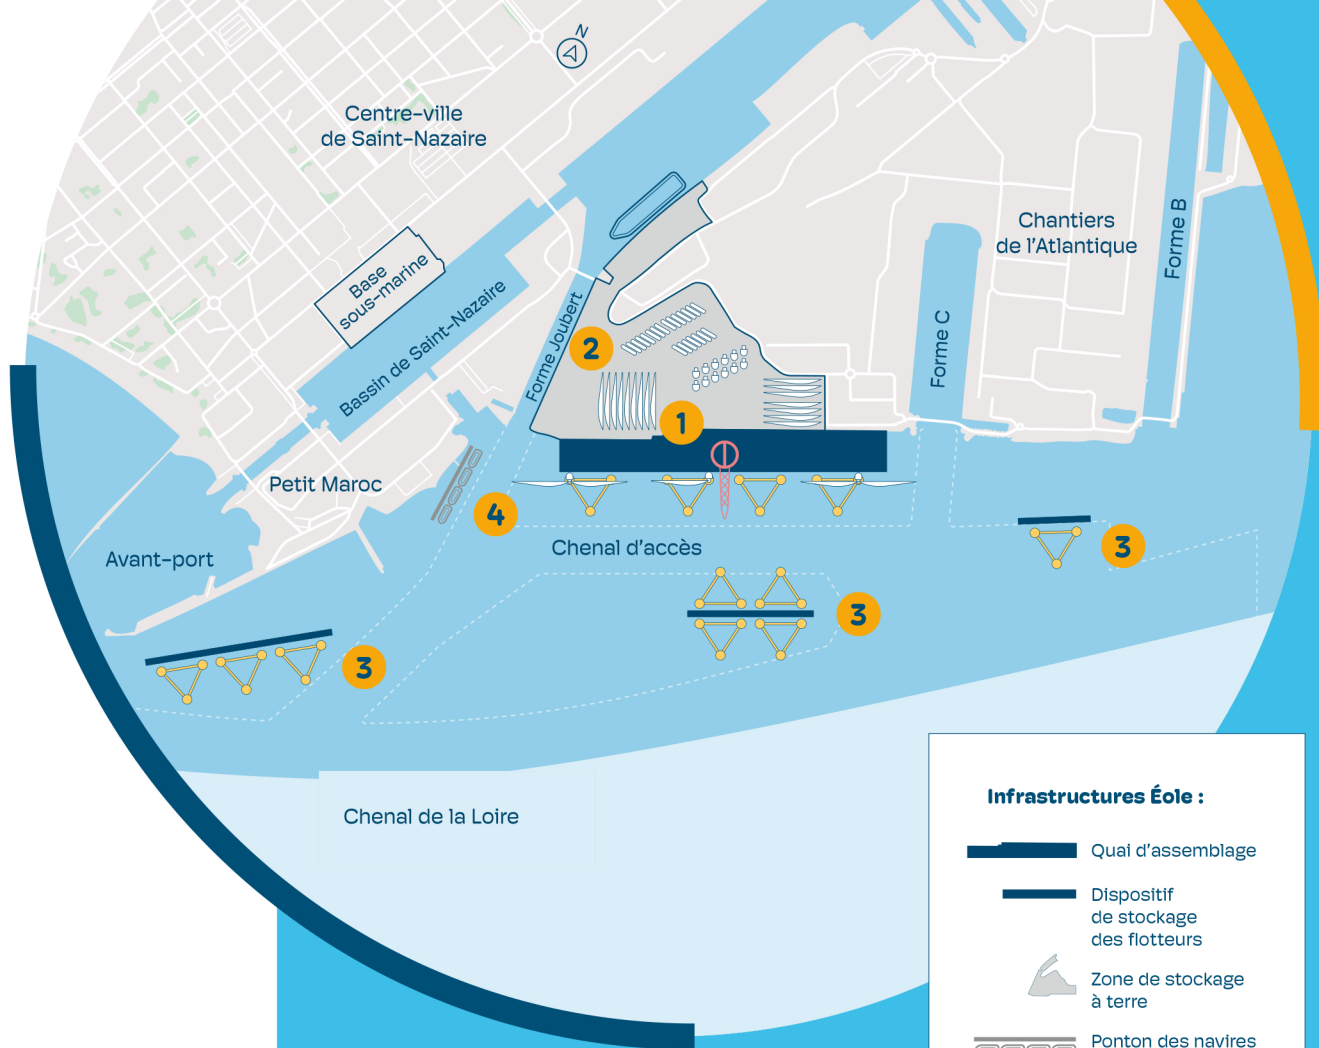 N
Centre-ville
de Saint-Nazaire
Chantiers
de l'Atlantique
Forme B
Base
sous-marine
Bassin de Saint-Nazaire
Forme Joubert
Forme C
2
1
Petit Maroc
4
Avant-port
Chenal d'accès
3
3
3
Chenal de la Loire
Infrastructures Éole :
Quai d'assemblage
Dispositif
de stockage
des flotteurs
Zone de stockage
à terre
Ponton des navires